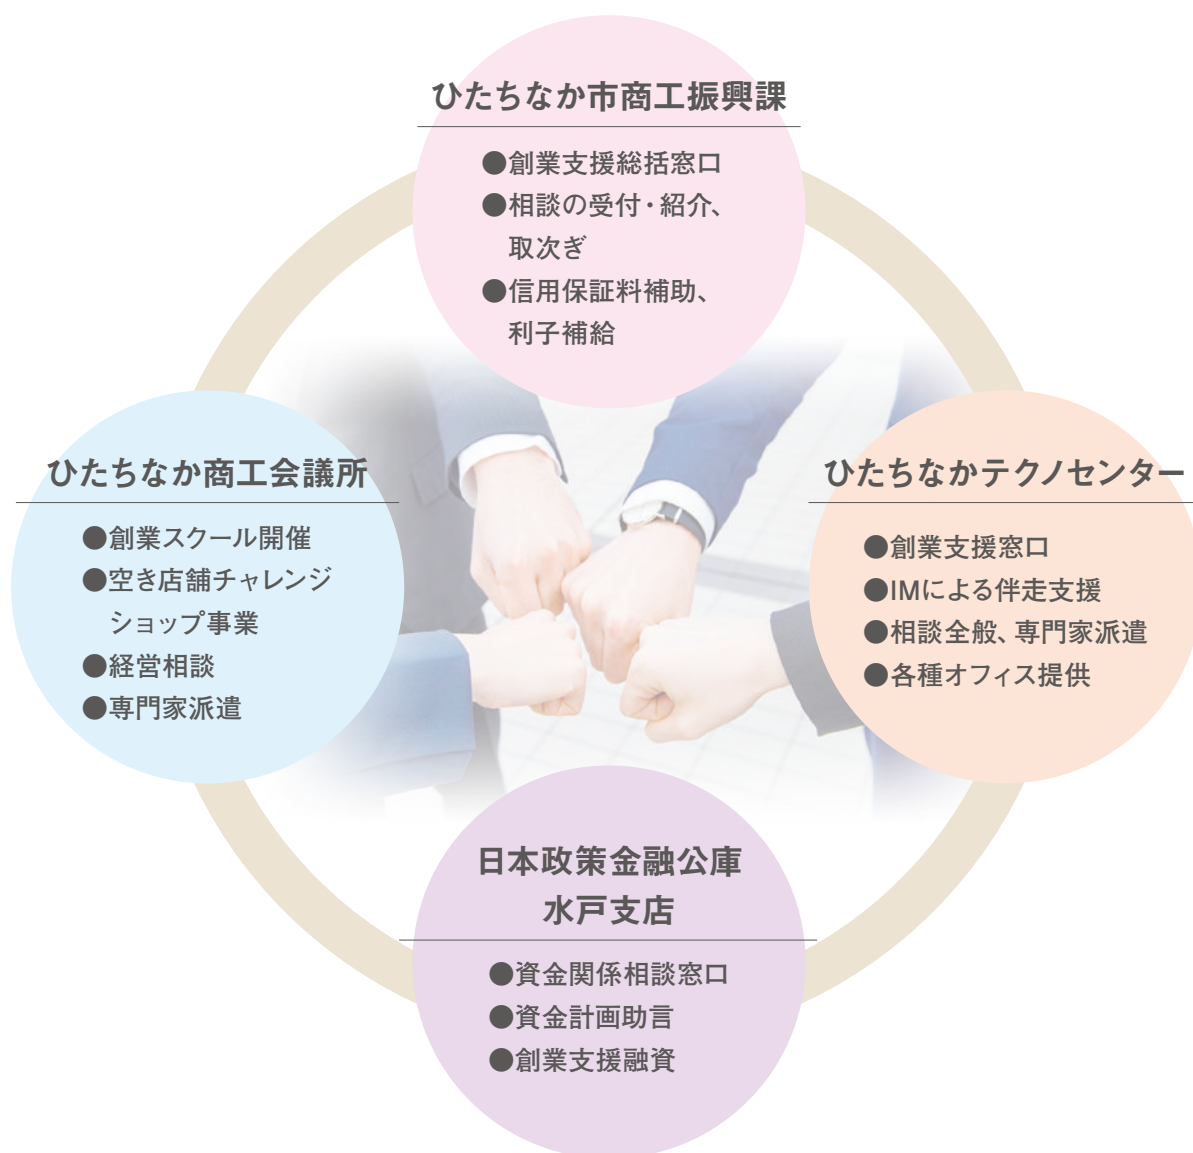 ひたちなか市商工振興課
●創業支援総括窓口
●相談の受付・紹介、
取次ぎ
●信用保証料補助、
利子補給
ひたちなか商工会議所
●創業スクール開催
●空き店舗チャレンジ
ショップ事業
●経営相談
●専門家派遣
ひたちなかテクノセンター
●創業支援窓口
●IMによる伴走支援
●相談全般、専門家派遣
●各種オフィス提供
日本政策金融公庫
水戸支店
●資金関係相談窓口
●資金計画助言
●創業支援融資